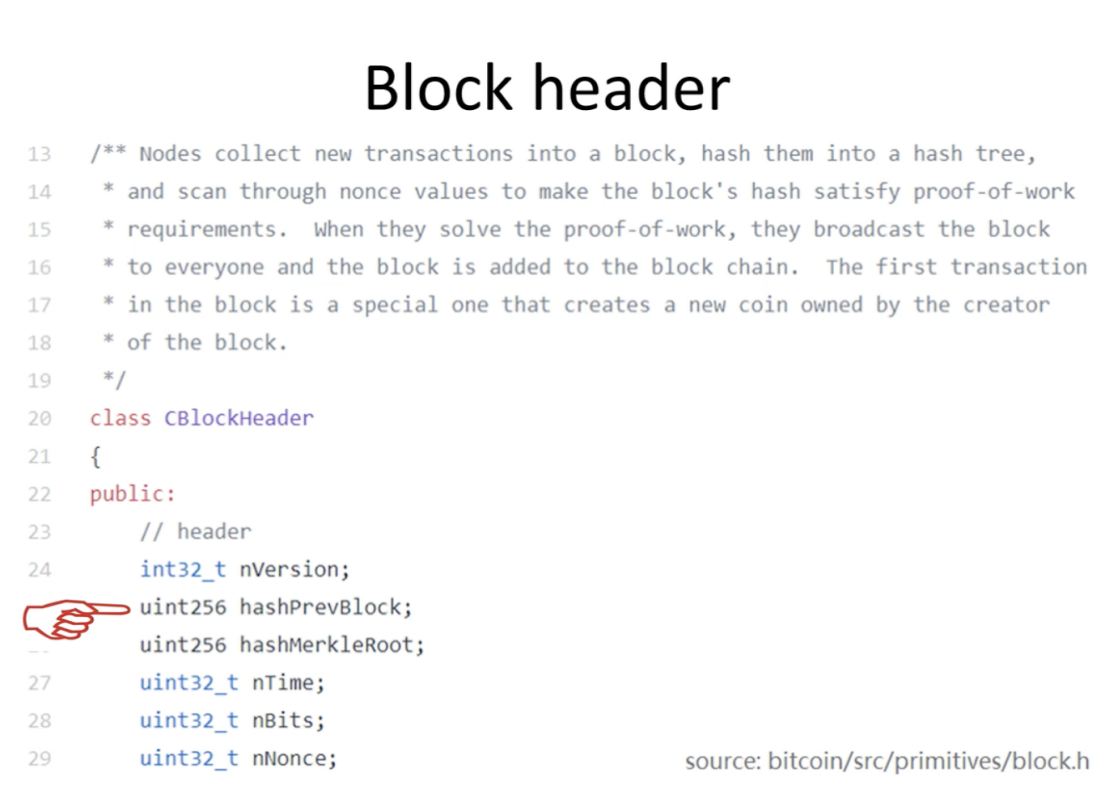 Block header
13 /** Nodes collect new transactions into a block, hash them into a hash tree,
14 * and scan through nonce values to make the block's hash satisfy proof-of-work
15 * requirements.  When they solve the proof-of-work, they broadcast the block
16 * to everyone and the block is added to the block chain.  The first transaction
17 * in the block is a special one that creates a new coin owned by the creator
18 * of the block.
19 */
20 class CBlockHeader
21 {
22 public:
23 // header
24 int32_t nVersion;
uint256 hashPrevBlock;
uint256 hashMerkleRoot;
27 uint32_t nTime;
28 uint32_t nBits;
29 uint32_t nNonce;
source: bitcoin/src/primitives/block.h